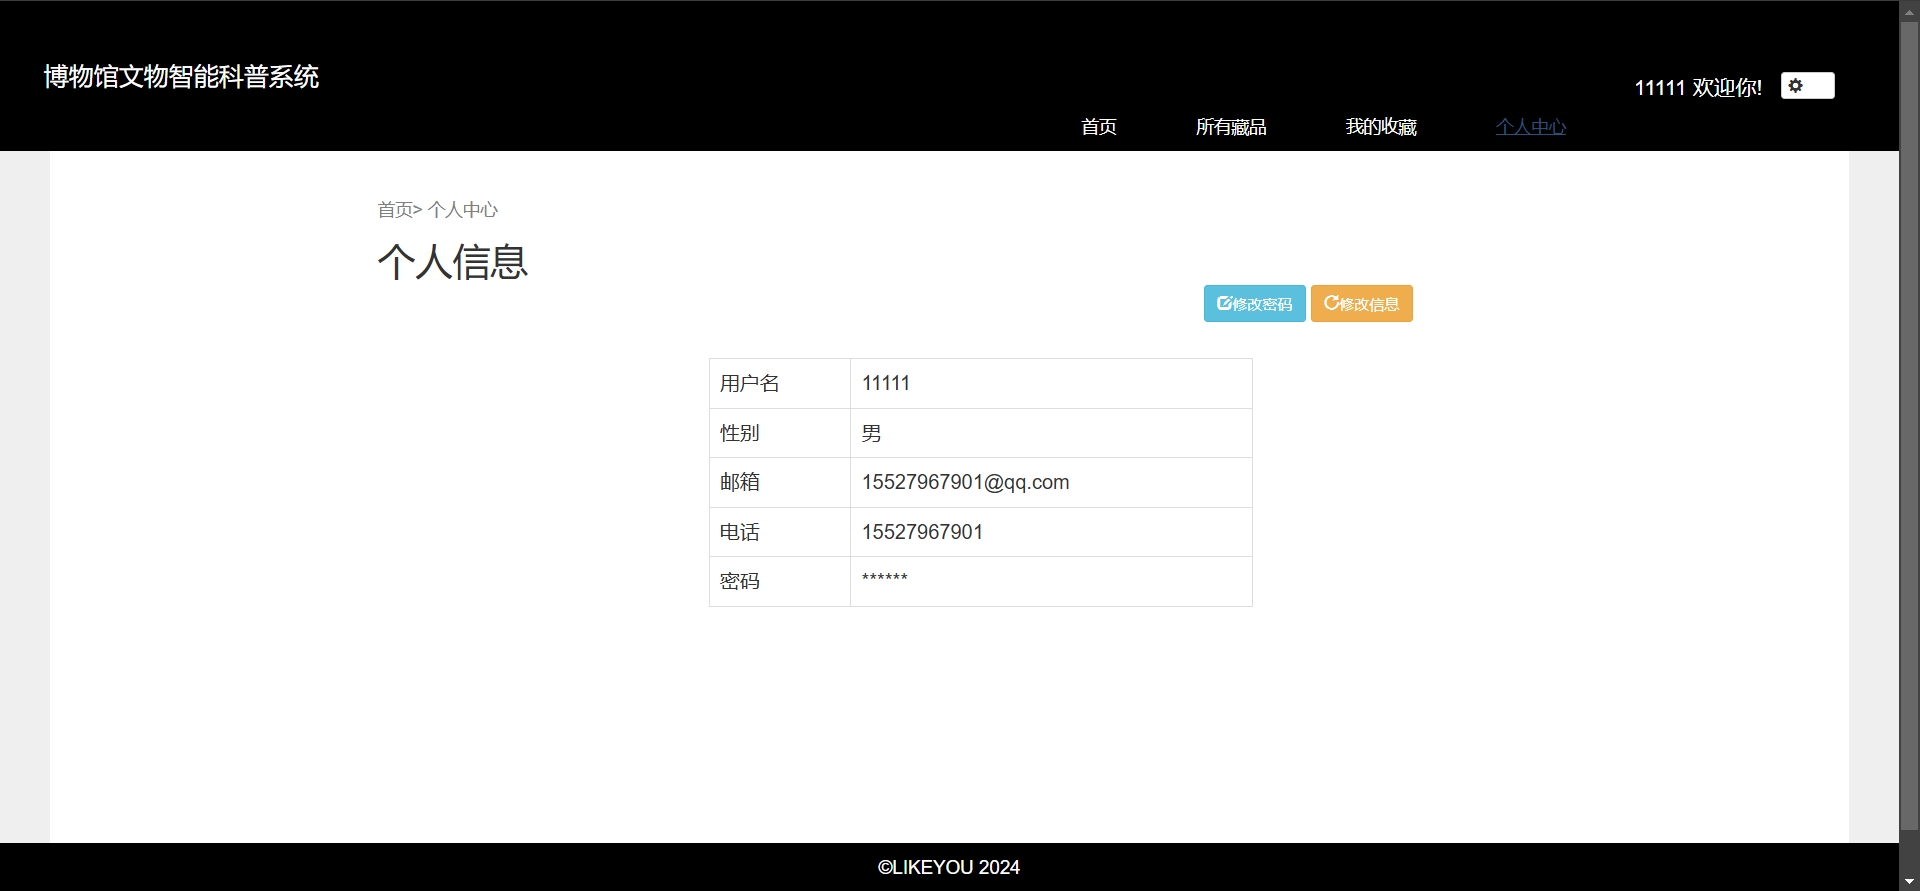 博物馆文物智能科普系统
11111 欢迎你!
首页 所有藏品 我的收藏 个人中心
首页> 个人中心
个人信息
修改密码 修改信息
用户名 11111
性别 男
邮箱 15527967901@qq.com
电话 15527967901
密码 ******
©LIKEYOU 2024